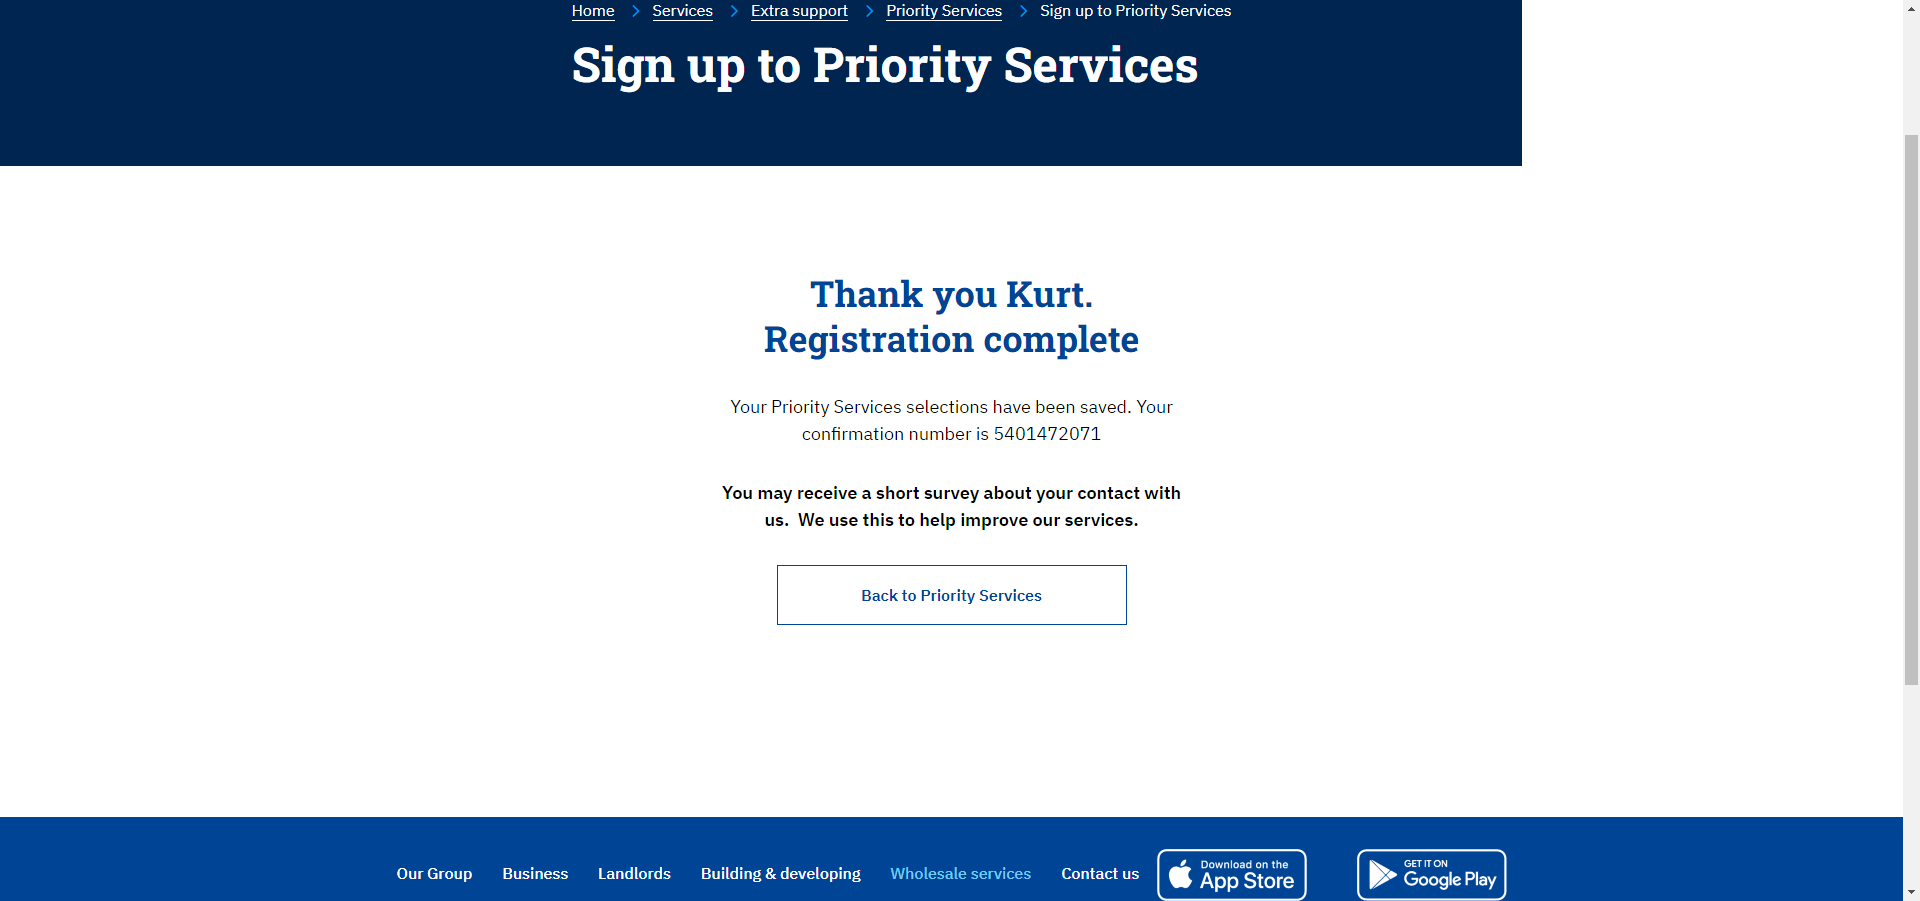 Home > Services > Extra support > Priority Services > Sign up to Priority Services
Sign up to Priority Services
Thank you Kurt.
Registration complete
Your Priority Services selections have been saved. Your
confirmation number is 5401472071
You may receive a short survey about your contact with
us.  We use this to help improve our services.
Back to Priority Services
Our Group Business Landlords Building & developing Wholesale services Contact us
Download on the
App Store
GET IT ON
Google Play